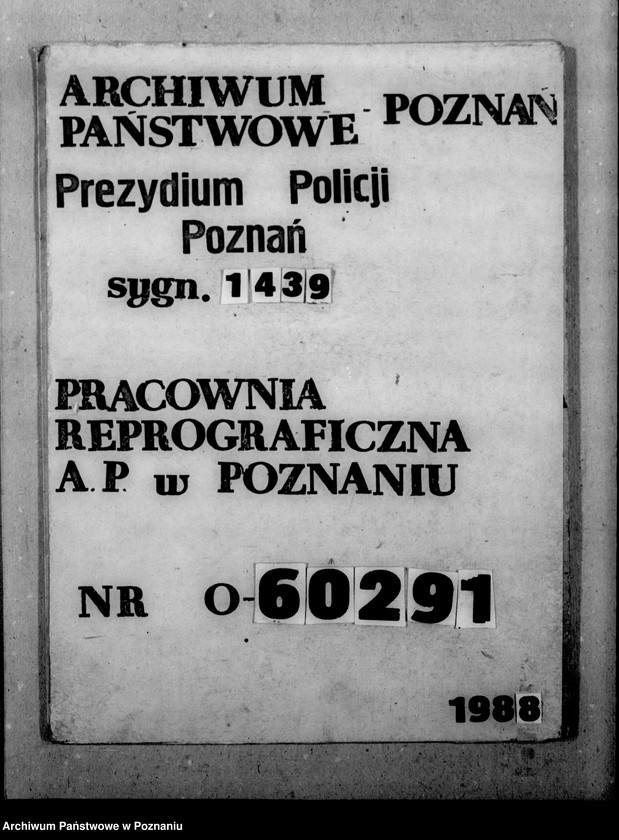 ARCHIWUM
PAŃSTWOWE - POZNAŃ
Prezydium Policji
Poznań
sygn. 1439
PRACOWNIA
REPROGRAFICZNA
A.P. w POZNANIU
NR O-60291
1988
Archiwum Państwowe w Poznaniu